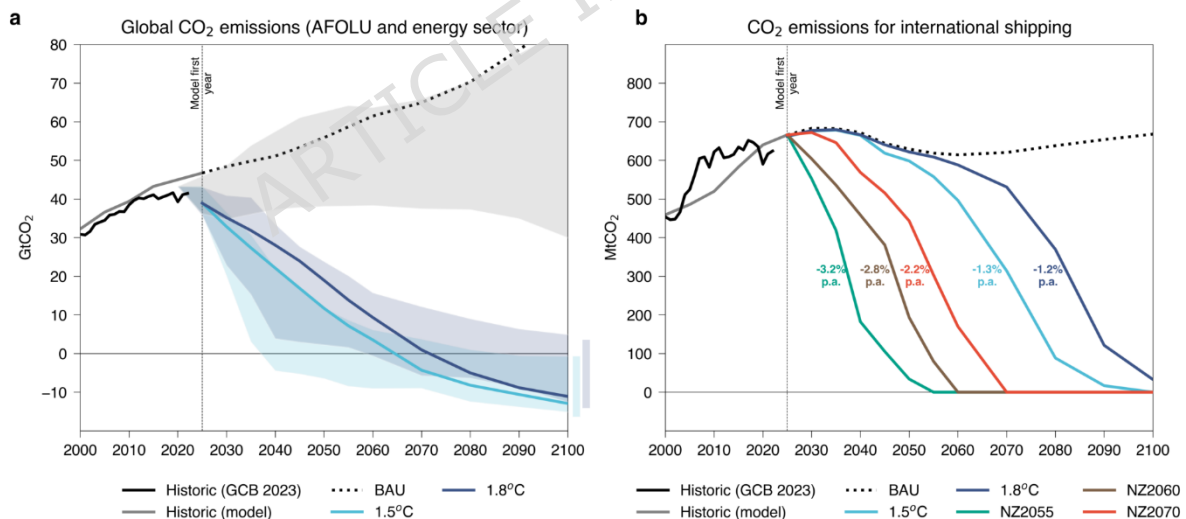 a
Global CO₂ emissions (AFOLU and energy sector)
80
70
60
50
40
30
20
10
0
−10
GtCO₂
Model first
year
2000 2010 2020 2030 2040 2050 2060 2070 2080 2090 2100
Historic (GCB 2023)
BAU
1.8°C
Historic (model)
1.5°C
b
CO₂ emissions for international shipping
800
700
600
500
400
300
200
100
0
MtCO₂
Model first
year
-3.2%
p.a.
-2.8%
p.a.
-2.2%
p.a.
-1.3%
p.a.
-1.2%
p.a.
2000 2010 2020 2030 2040 2050 2060 2070 2080 2090 2100
Historic (GCB 2023)
BAU
1.8°C
NZ2060
Historic (model)
1.5°C
NZ2055
NZ2070
ARTICLE